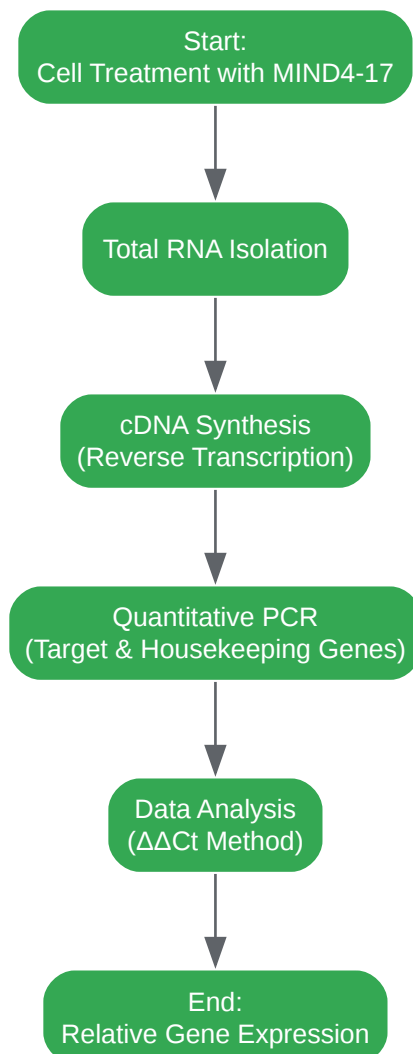 Start:
Cell Treatment with MIND4-17
Total RNA Isolation
cDNA Synthesis
(Reverse Transcription)
Quantitative PCR
(Target & Housekeeping Genes)
Data Analysis
(ΔΔCt Method)
End:
Relative Gene Expression